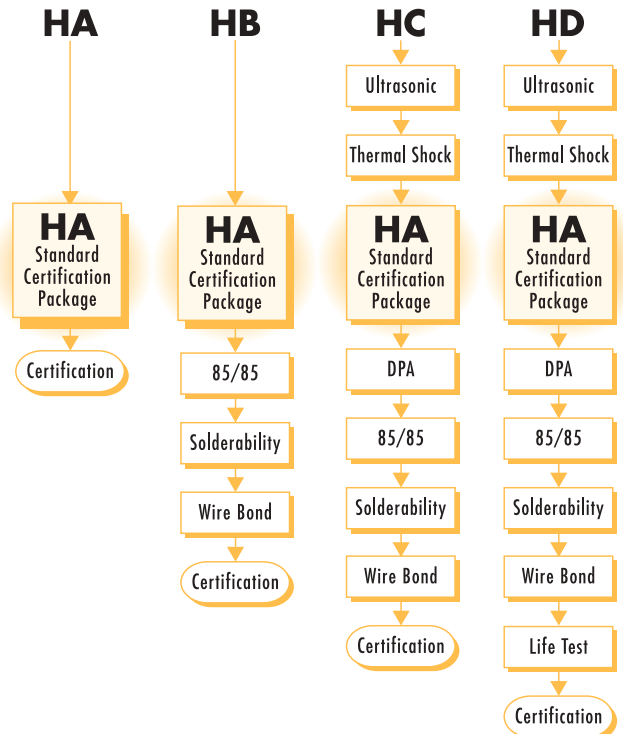 HA
HA
Standard
Certification
Package
Certification
HB
HA
Standard
Certification
Package
85/85
Solderability
Wire Bond
Certification
HC
Ultrasonic
Thermal Shock
HA
Standard
Certification
Package
DPA
85/85
Solderability
Wire Bond
Certification
HD
Ultrasonic
Thermal Shock
HA
Standard
Certification
Package
DPA
85/85
Solderability
Wire Bond
Life Test
Certification